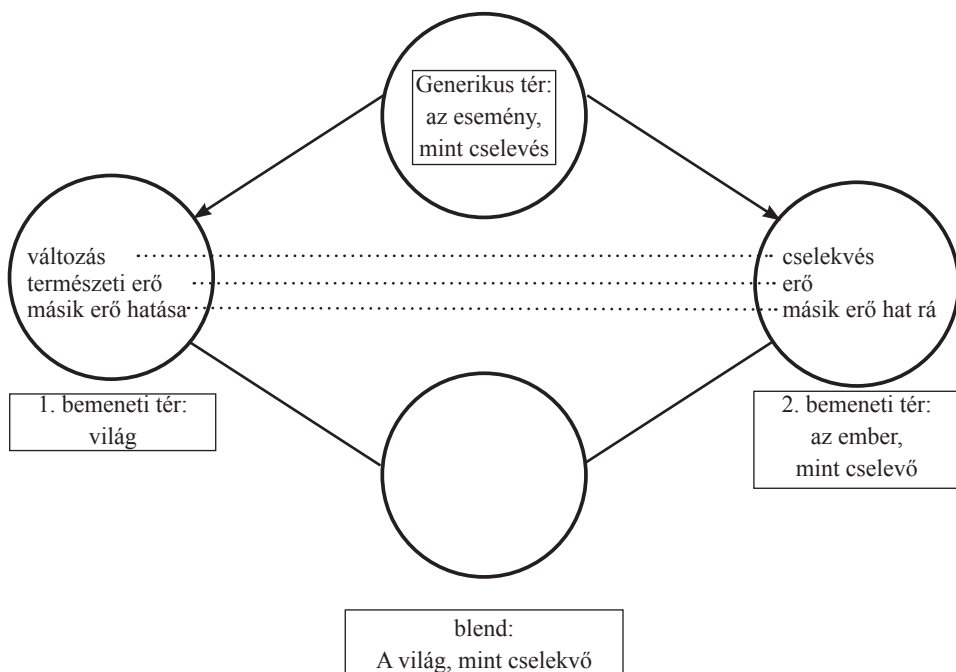 Generikus tér:
az esemény,
mint cselevés
változás
természeti erő
másik erő hatása
cselekvés
erő
másik erő hat rá
1. bemeneti tér:
világ
2. bemeneti tér:
az ember,
mint cselevő
blend:
A világ, mint cselekvő